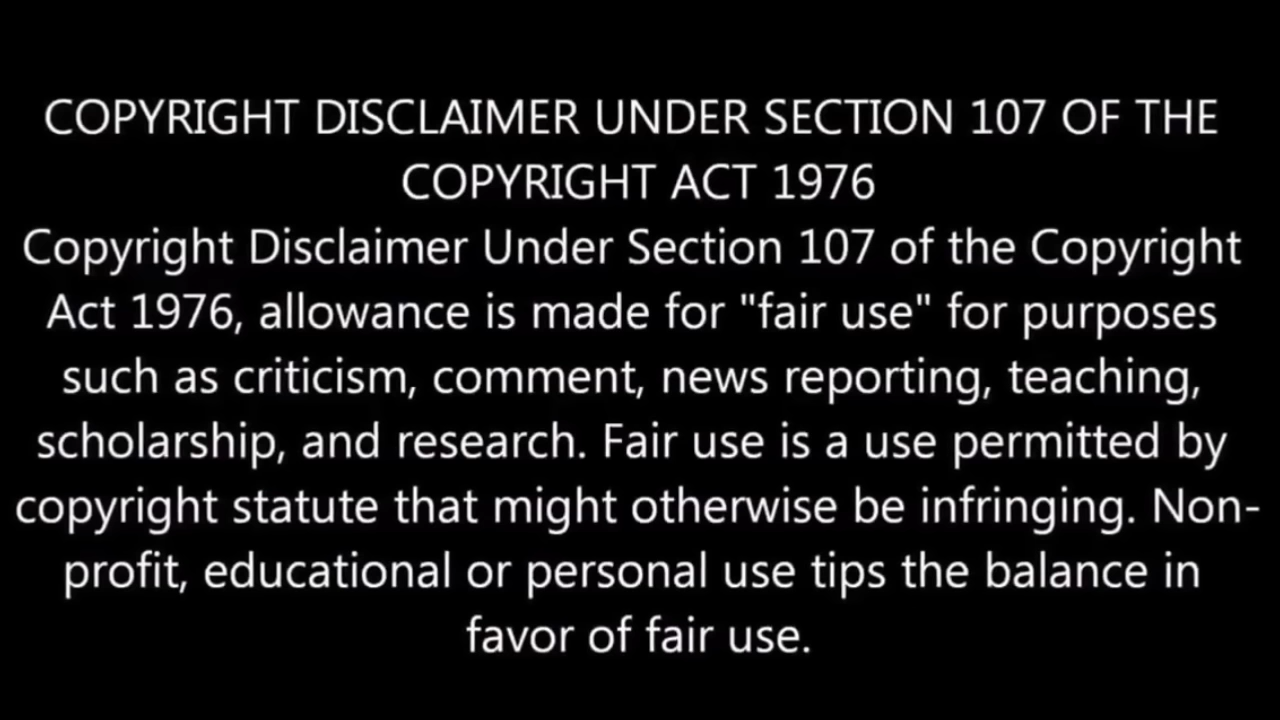 COPYRIGHT DISCLAIMER UNDER SECTION 107 OF THE
COPYRIGHT ACT 1976
Copyright Disclaimer Under Section 107 of the Copyright
Act 1976, allowance is made for "fair use" for purposes
such as criticism, comment, news reporting, teaching,
scholarship, and research. Fair use is a use permitted by
copyright statute that might otherwise be infringing. Non-
profit, educational or personal use tips the balance in
favor of fair use.